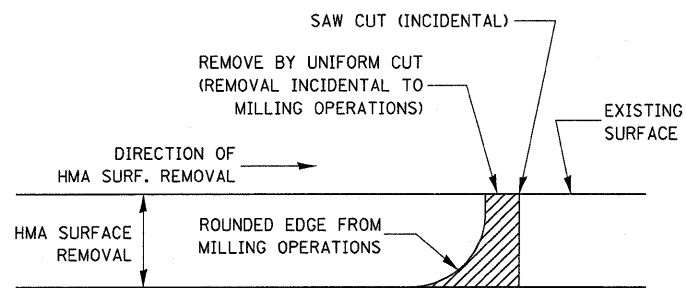 SAW CUT (INCIDENTAL)
REMOVE BY UNIFORM CUT
(REMOVAL INCIDENTAL TO
MILLING OPERATIONS)
EXISTING
SURFACE
DIRECTION OF
HMA SURF. REMOVAL
HMA SURFACE
REMOVAL
ROUNDED EDGE FROM
MILLING OPERATIONS